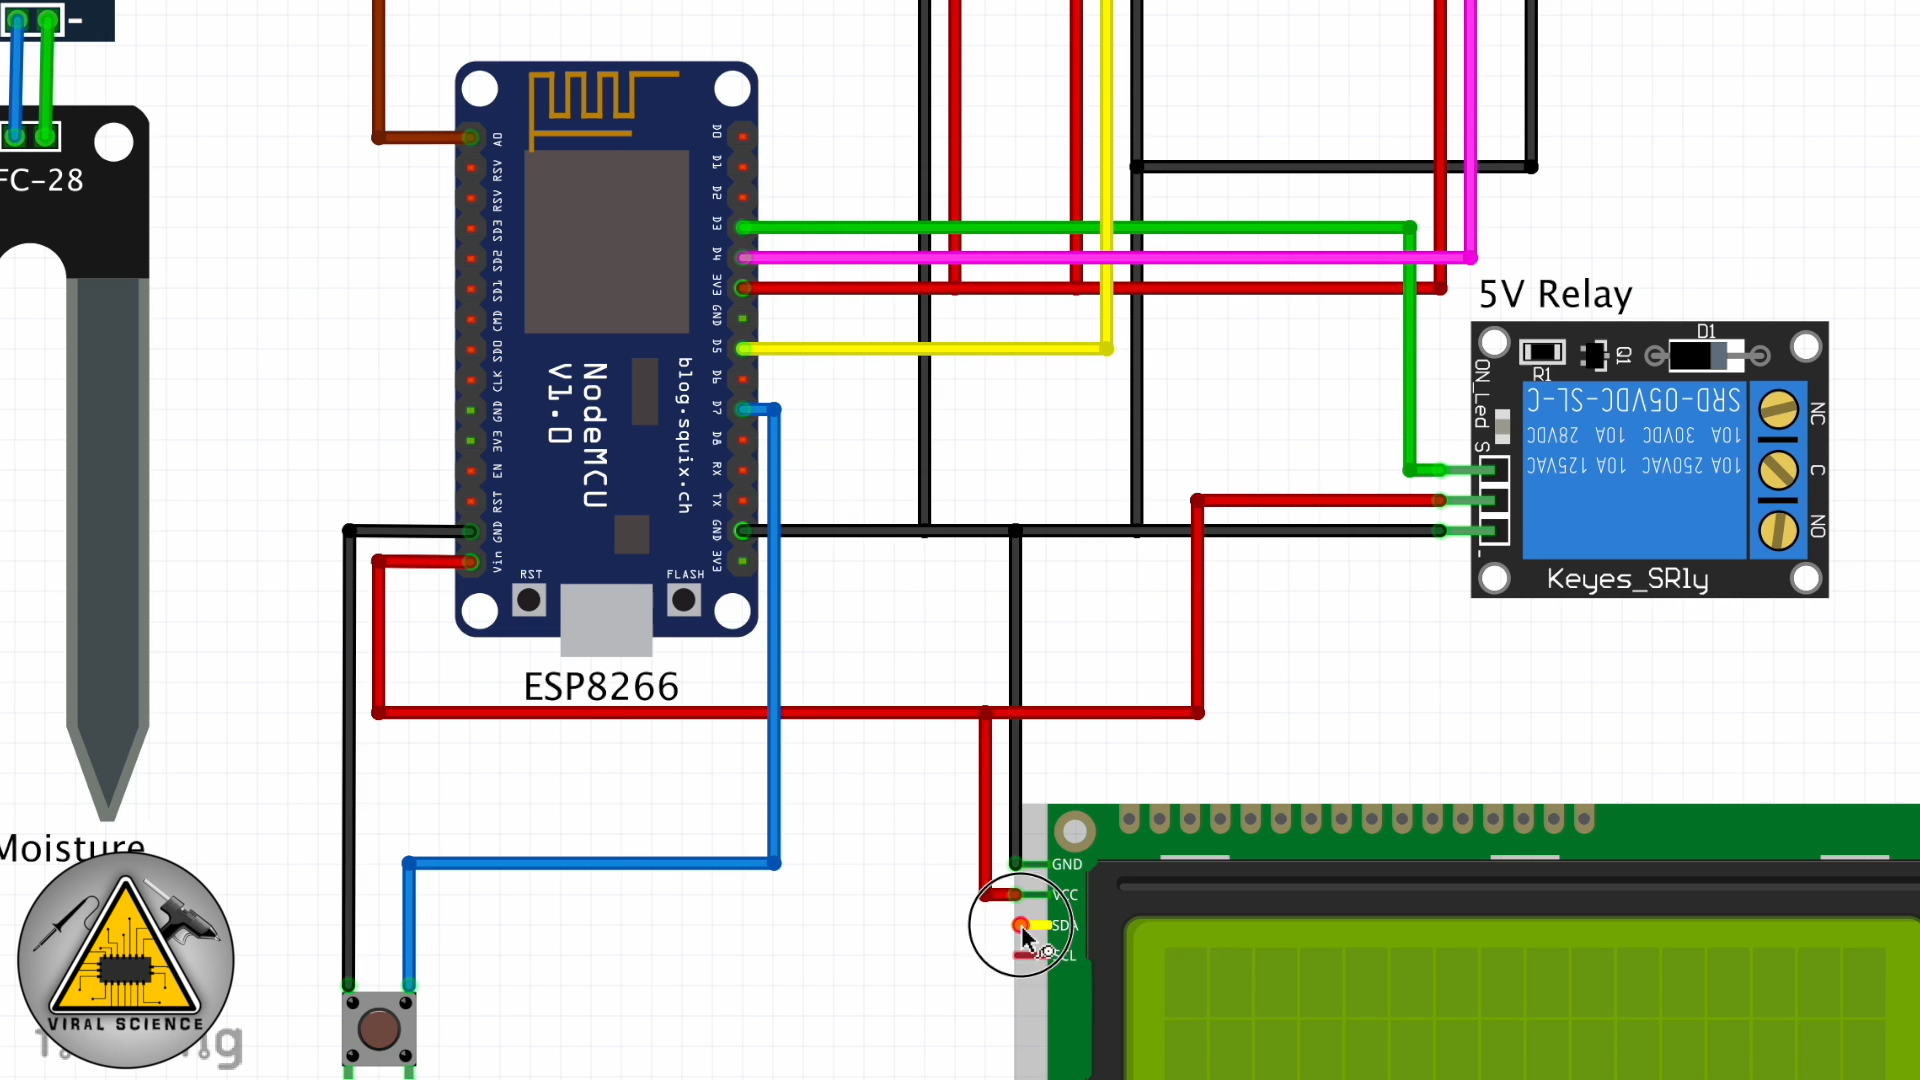 -
FC-28
A0
RSV
RSV
SD3
SD2
SD1
CMD
SD0
CLK
GND
3V3
EN
RST
GND
Vin
D0
D1
D2
D3
D4
3V3
GND
D5
D6
D7
D8
RX
TX
GND
3V3
NodeMCU
V1.0
blog.squix.ch
RST
FLASH
ESP8266
5V Relay
D1
Q1
R1
ON_Led
S
-
SRD-05VDC-SL-C
10A 30VDC 10A 28VDC
10A 250VAC 10A 125VAC
NC
C
NO
Keyes_SRly
Moisture
VIRAL SCIENCE
GND
VCC
SDA
SCL